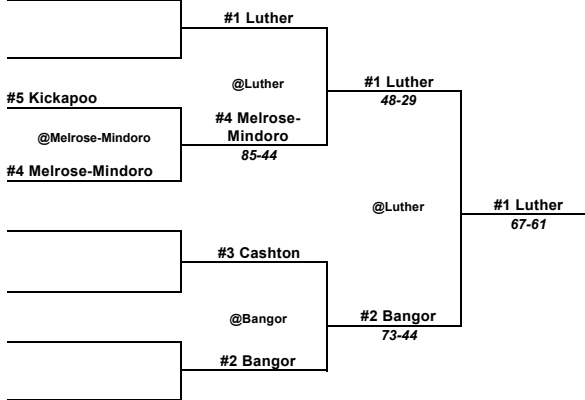 #1 Luther
@Luther
#1 Luther
48-29
#5 Kickapoo
@Melrose-Mindoro
#4 Melrose-
Mindoro
85-44
#4 Melrose-Mindoro
@Luther
#1 Luther
67-61
#3 Cashton
@Bangor
#2 Bangor
73-44
#2 Bangor